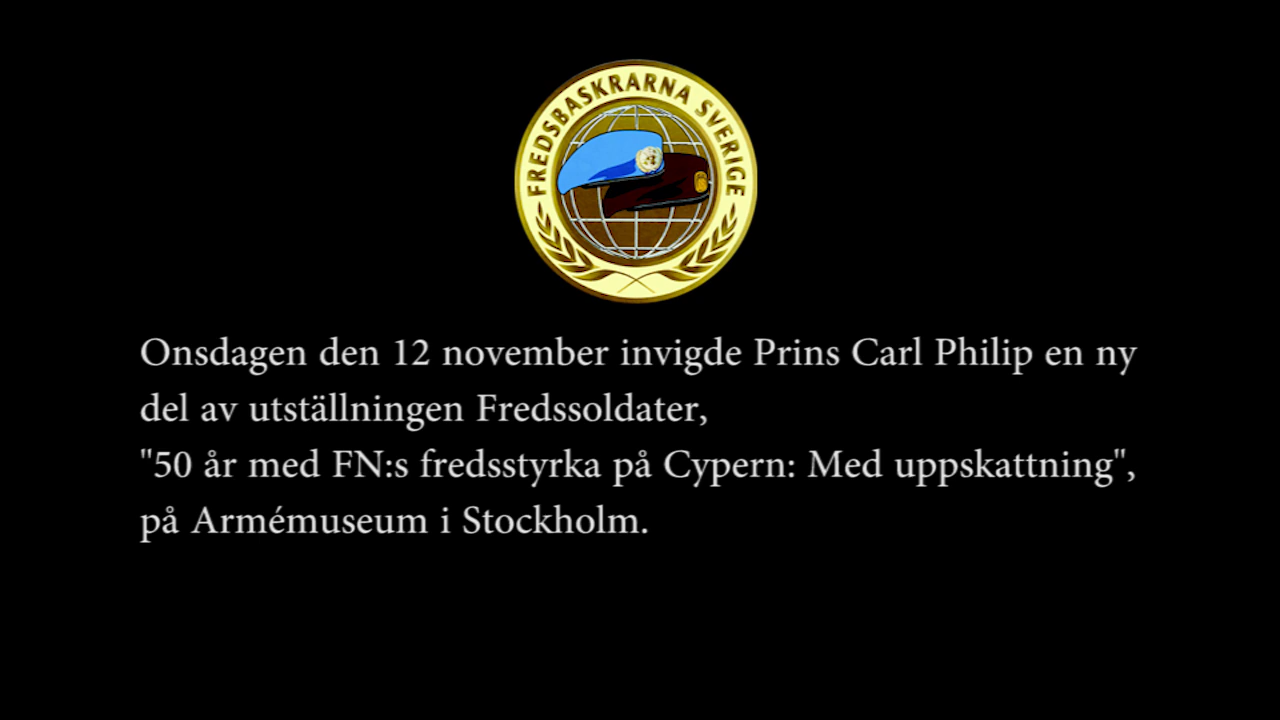 FREDSBASKRARNA SVERIGE
Onsdagen den 12 november invigde Prins Carl Philip en ny
del av utställningen Fredssoldater,
"50 år med FN:s fredsstyrka på Cypern: Med uppskattning",
på Armémuseum i Stockholm.